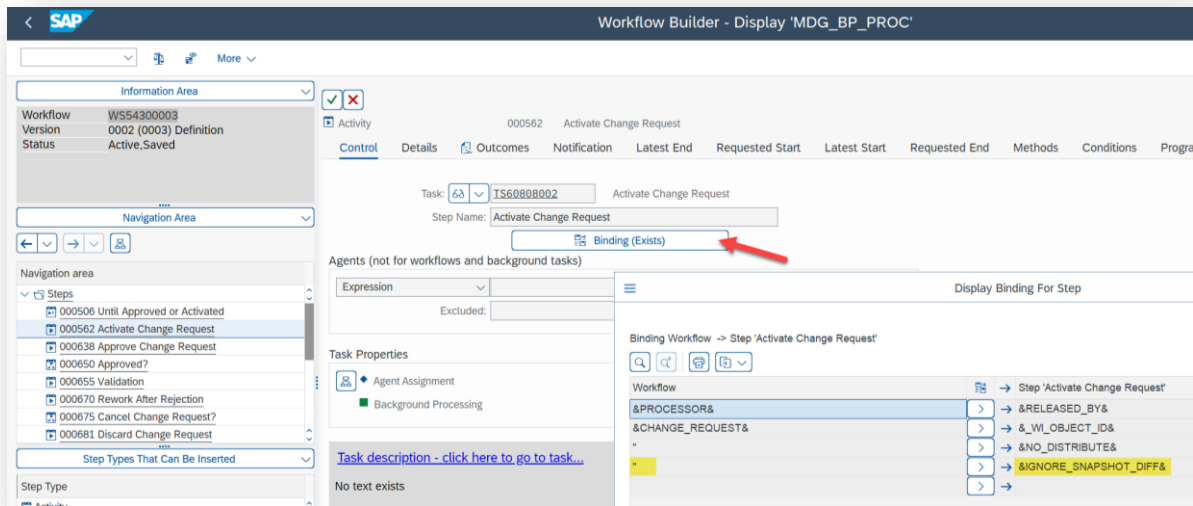 SAP Workflow Builder - Display 'MDG_BP_PROC'
More
Information Area
Workflow WS54300003
Version 0002 (0003) Definition
Status Active,Saved
Navigation Area
Navigation area
Steps
000506 Until Approved or Activated
000562 Activate Change Request
000638 Approve Change Request
000650 Approved?
000655 Validation
000670 Rework After Rejection
000675 Cancel Change Request?
000681 Discard Change Request
Step Types That Can Be Inserted
Step Type
Activity
Activity 000562 Activate Change Request
Control Details Outcomes Notification Latest End Requested Start Latest Start Requested End Methods Conditions Progra
Task: TS60808002 Activate Change Request
Step Name: Activate Change Request
Binding (Exists)
Agents (not for workflows and background tasks)
Expression
Excluded:
Task Properties
Agent Assignment
Background Processing
Task description - click here to go to task...
No text exists
Display Binding For Step
Binding Workflow -> Step 'Activate Change Request'
Workflow Step 'Activate Change Request'
&PROCESSOR& &RELEASED_BY&
&CHANGE_REQUEST& &_WI_OBJECT_ID&
'' &NO_DISTRIBUTE&
'' &IGNORE_SNAPSHOT_DIFF&